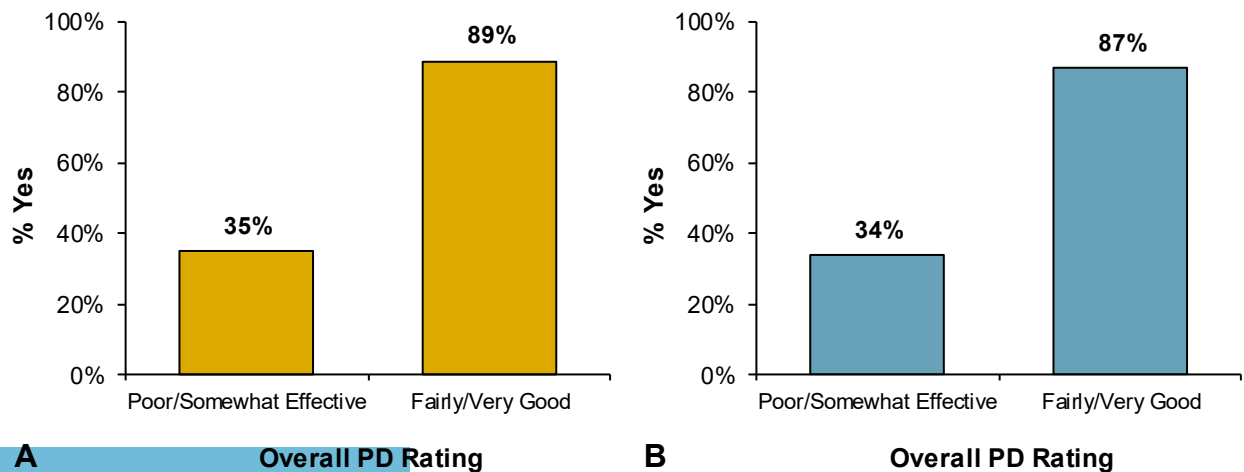 100%
80%
60%
40%
20%
0%
% Yes
35%
89%
Poor/Somewhat Effective
Fairly/Very Good
A
Overall PD Rating
100%
80%
60%
40%
20%
0%
% Yes
34%
87%
Poor/Somewhat Effective
Fairly/Very Good
B
Overall PD Rating